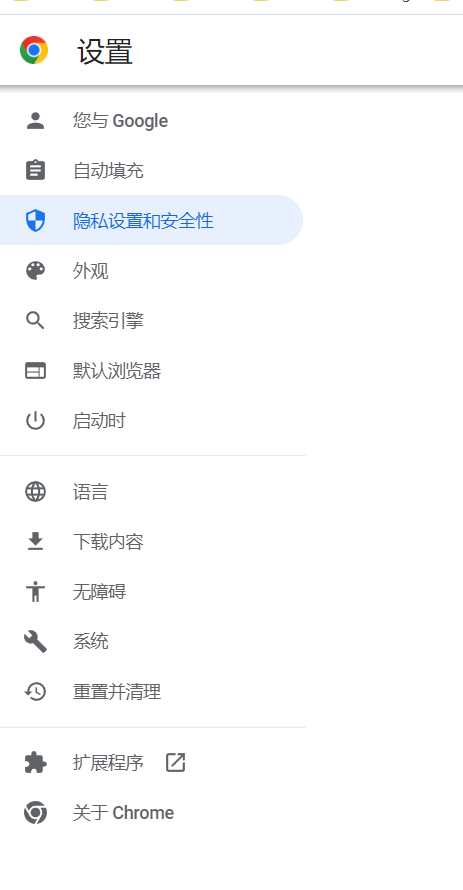 设置
您与 Google
自动填充
隐私设置和安全性
外观
搜索引擎
默认浏览器
启动时
语言
下载内容
无障碍
系统
重置并清理
扩展程序
关于 Chrome